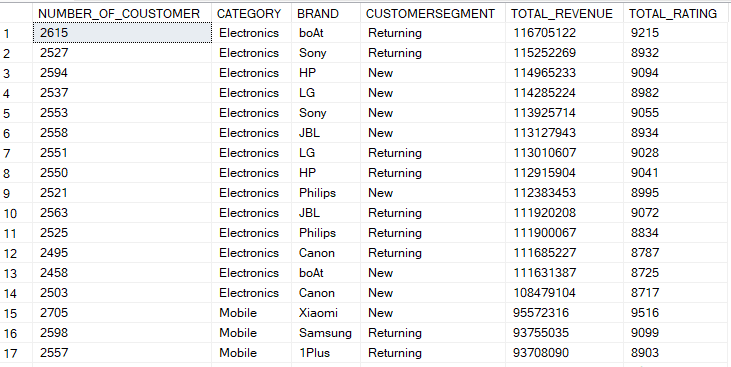 NUMBER_OF_COUSTOMER CATEGORY BRAND CUSTOMERSEGMENT TOTAL_REVENUE TOTAL_RATING
1 2615 Electronics boAt Returning 116705122 9215
2 2527 Electronics Sony Returning 115252269 8932
3 2594 Electronics HP New 114965233 9094
4 2537 Electronics LG New 114285224 8982
5 2553 Electronics Sony New 113925714 9055
6 2558 Electronics JBL New 113127943 8934
7 2551 Electronics LG Returning 113010607 9028
8 2550 Electronics HP Returning 112915904 9041
9 2521 Electronics Philips New 112383453 8995
10 2563 Electronics JBL Returning 111920208 9072
11 2525 Electronics Philips Returning 111900067 8834
12 2495 Electronics Canon Returning 111685227 8787
13 2458 Electronics boAt New 111631387 8725
14 2503 Electronics Canon New 108479104 8717
15 2705 Mobile Xiaomi New 95572316 9516
16 2598 Mobile Samsung Returning 93755035 9099
17 2557 Mobile 1Plus Returning 93708090 8903